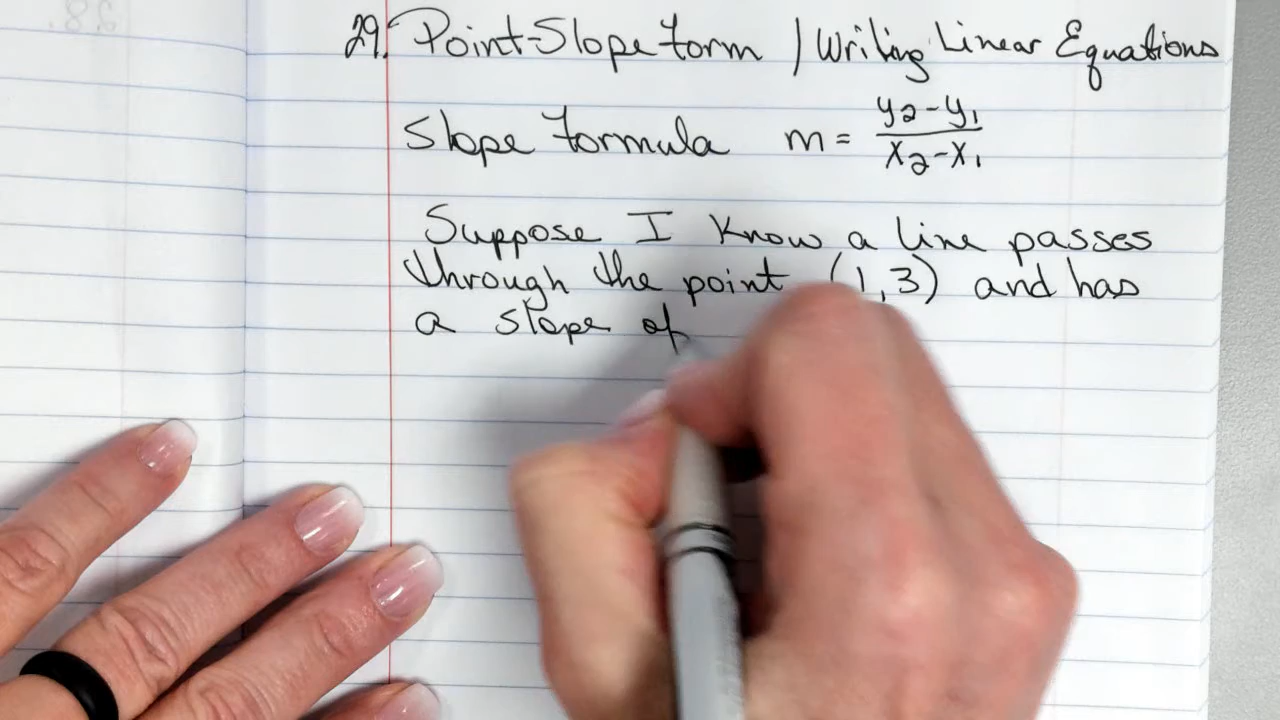 29. Point-Slope Form / Writing Linear Equations
Slope Formula m = y₂-y₁/x₂-x₁
Suppose I know a line passes
through the point (1,3) and has
a slope of